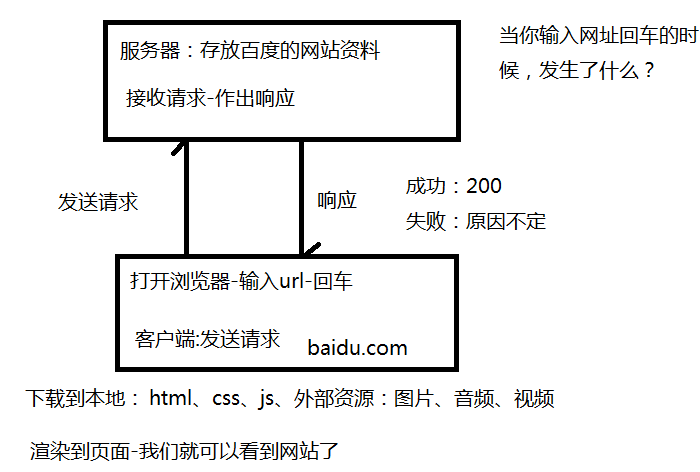 服务器：存放百度的网站资料
接收请求-作出响应
当你输入网址回车的时
候，发生了什么？
发送请求
响应
成功：200
失败：原因不定
打开浏览器-输入url-回车
客户端:发送请求
baidu.com
下载到本地： html、css、js、外部资源：图片、音频、视频
渲染到页面-我们就可以看到网站了